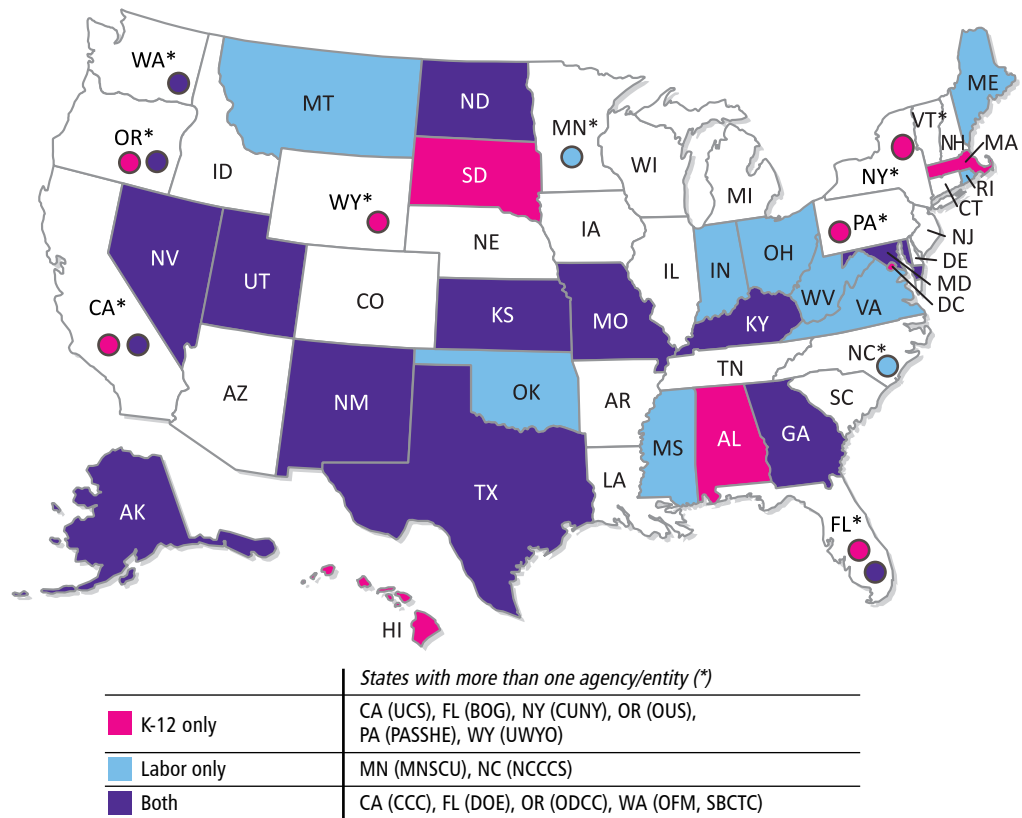 WA*
MT
ND
MN*
ME
VT*
NH
MA
OR*
ID
SD
WI
NY*
RI
CT
WY*
MI
PA*
NJ
NE
IA
DE
NV
UT
IL
IN
OH
MD
DC
CO
WV
VA
CA*
KS
MO
KY
NC*
TN
AZ
NM
OK
AR
SC
MS
AL
GA
TX
LA
AK
FL*
HI
States with more than one agency/entity (*)
K-12 only
CA (UCS), FL (BOG), NY (CUNY), OR (OUS),
PA (PASSHE), WY (UWYO)
Labor only
MN (MNSCU), NC (NCCCS)
Both
CA (CCC), FL (DOE), OR (ODCC), WA (OFM, SBCTC)